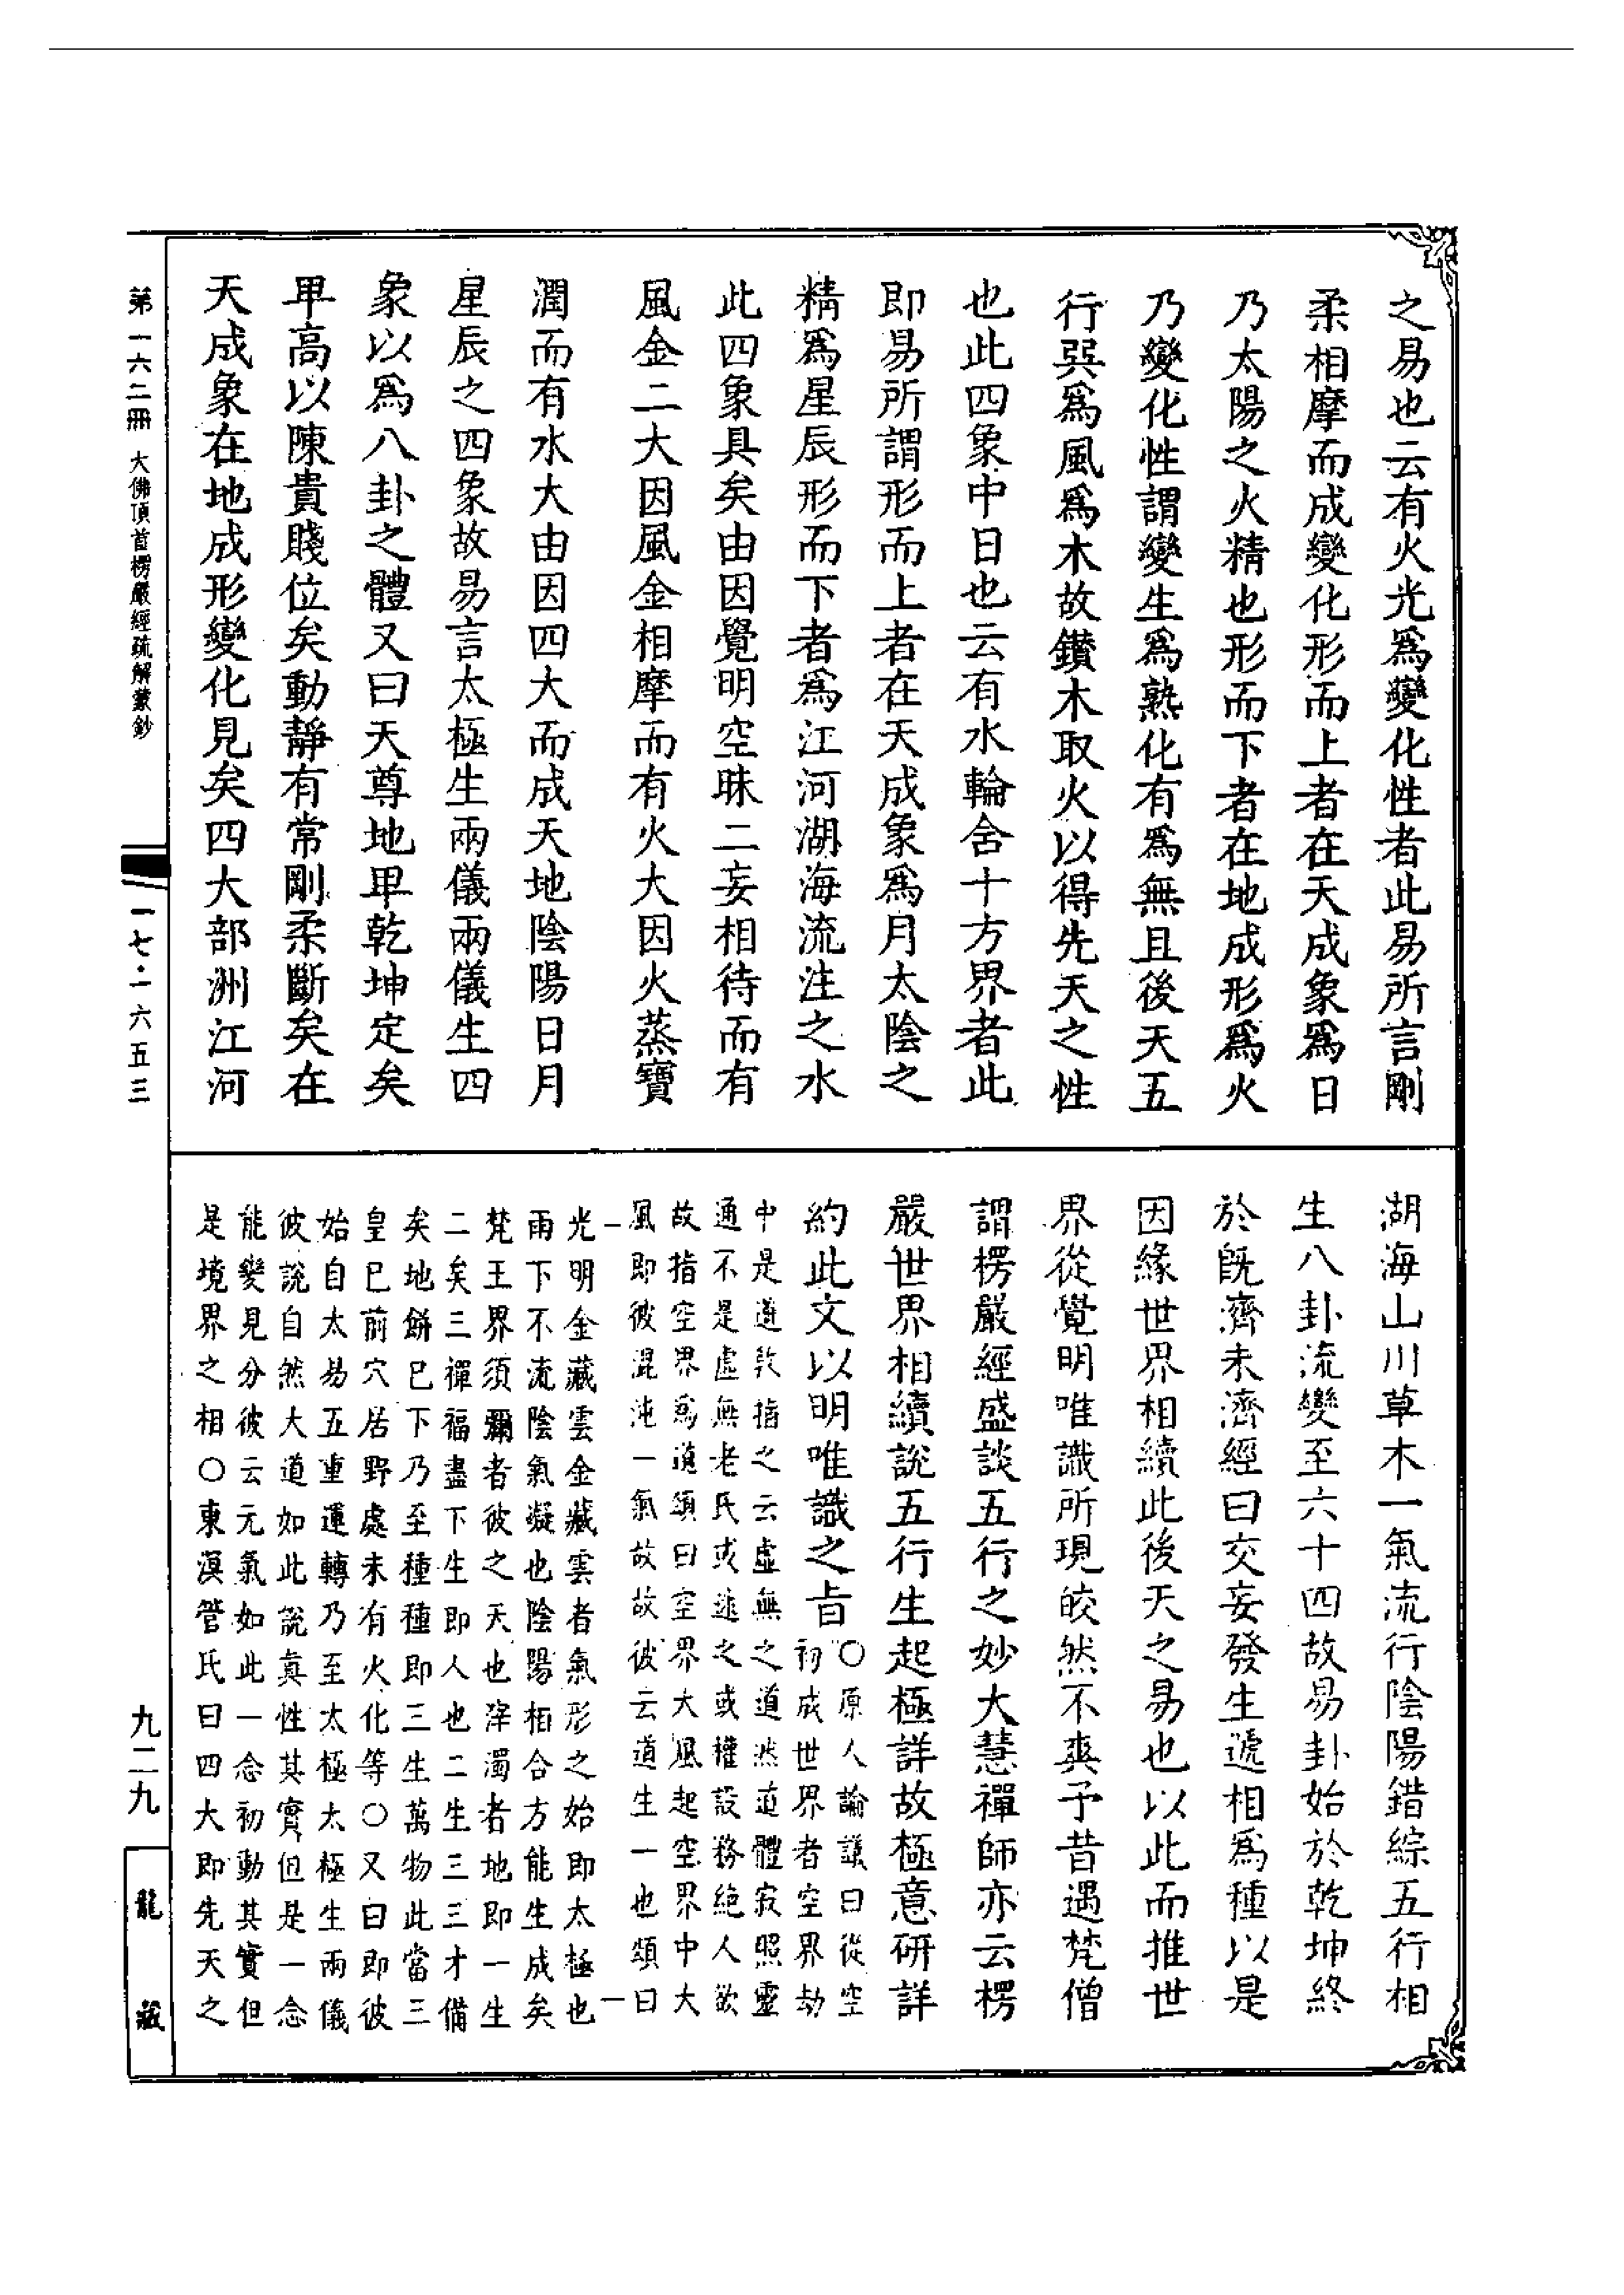 之易也云有火光爲變化性者此易所言剛
柔相摩而成變化形而上者在天成象爲日
乃太陽之火精也形而下者在地成形爲火
乃變化性謂變生爲熟化有爲無且後天五
行巽爲風爲木故鑽木取火以得先天之性
也此四象中日也云有水輪含十方界者此
即易所謂形而上者在天成象爲月太陰之
精爲星辰形而下者爲江河湖海流注之水
此四象具矣由因覺明空昧二妄相待而有
風金二大因風金相摩而有火大因火蒸寶
潤而有水大由因四大而成天地陰陽日月
星辰之四象故易言太極生兩儀兩儀生四
象以爲八卦之體又曰天尊地卑乾坤定矣
卑高以陳貴賤位矣動靜有常剛柔斷矣在
天成象在地成形變化見矣四大部洲江河
湖海山川草木一氣流行陰陽錯綜五行相
生八卦流變至六十四故易卦始於乾坤終
於既濟未濟經曰交妄發生遞相爲種以是
因緣世界相續此後天之易也以此而推世
界從覺明唯識所現皎然不爽予昔遇梵僧
謂楞嚴經盛談五行之妙大慧禪師亦云楞
嚴世界相續說五行生起極詳故極意研詳
約此文以明唯識之旨
○原人論議曰從空
初成世界者空界劫
中是道教指之云虛無之道然道體寂照靈
通不是虛無老氏或迷之或權設務絕人欲
故指空界爲道頌曰空界大風起空界中大
風即彼混沌一氣故故彼云道生一也頌曰
光明金藏雲金藏雲者氣形之始即太極也
雨下不流陰氣凝也陰陽相合方能生成矣
梵王界須彌者彼之天也滓濁者地即一生
二矣三禪福盡下生即人也二生三三才備
矣地餅已下乃至種種即三生萬物此當三
皇已前穴居野處未有火化等○又曰即彼
始自太易五重運轉乃至太極太極生兩儀
彼說自然大道如此說真性其實但是一念
能變見分彼云元氣如此一念初動其實但
是境界之相○東溟管氏曰四大即先天之
第一六二冊 大佛頂首楞嚴經疏解蒙鈔
一七·一六五三
九二九
龍藏